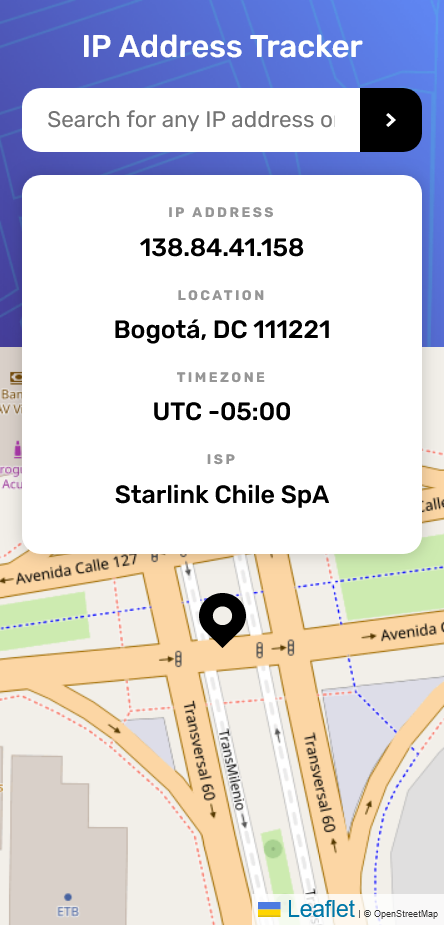 IP Address Tracker
Search for any IP address o
IP ADDRESS
138.84.41.158
LOCATION
Bogotá, DC 111221
TIMEZONE
UTC -05:00
ISP
Starlink Chile SpA
Ban
AV V
rog
Acu
Calle
Avenida Calle 127
Avenida C
Transversal 60
TransMilenio
Transversal 60
ETB
Leaflet | © OpenStreetMap